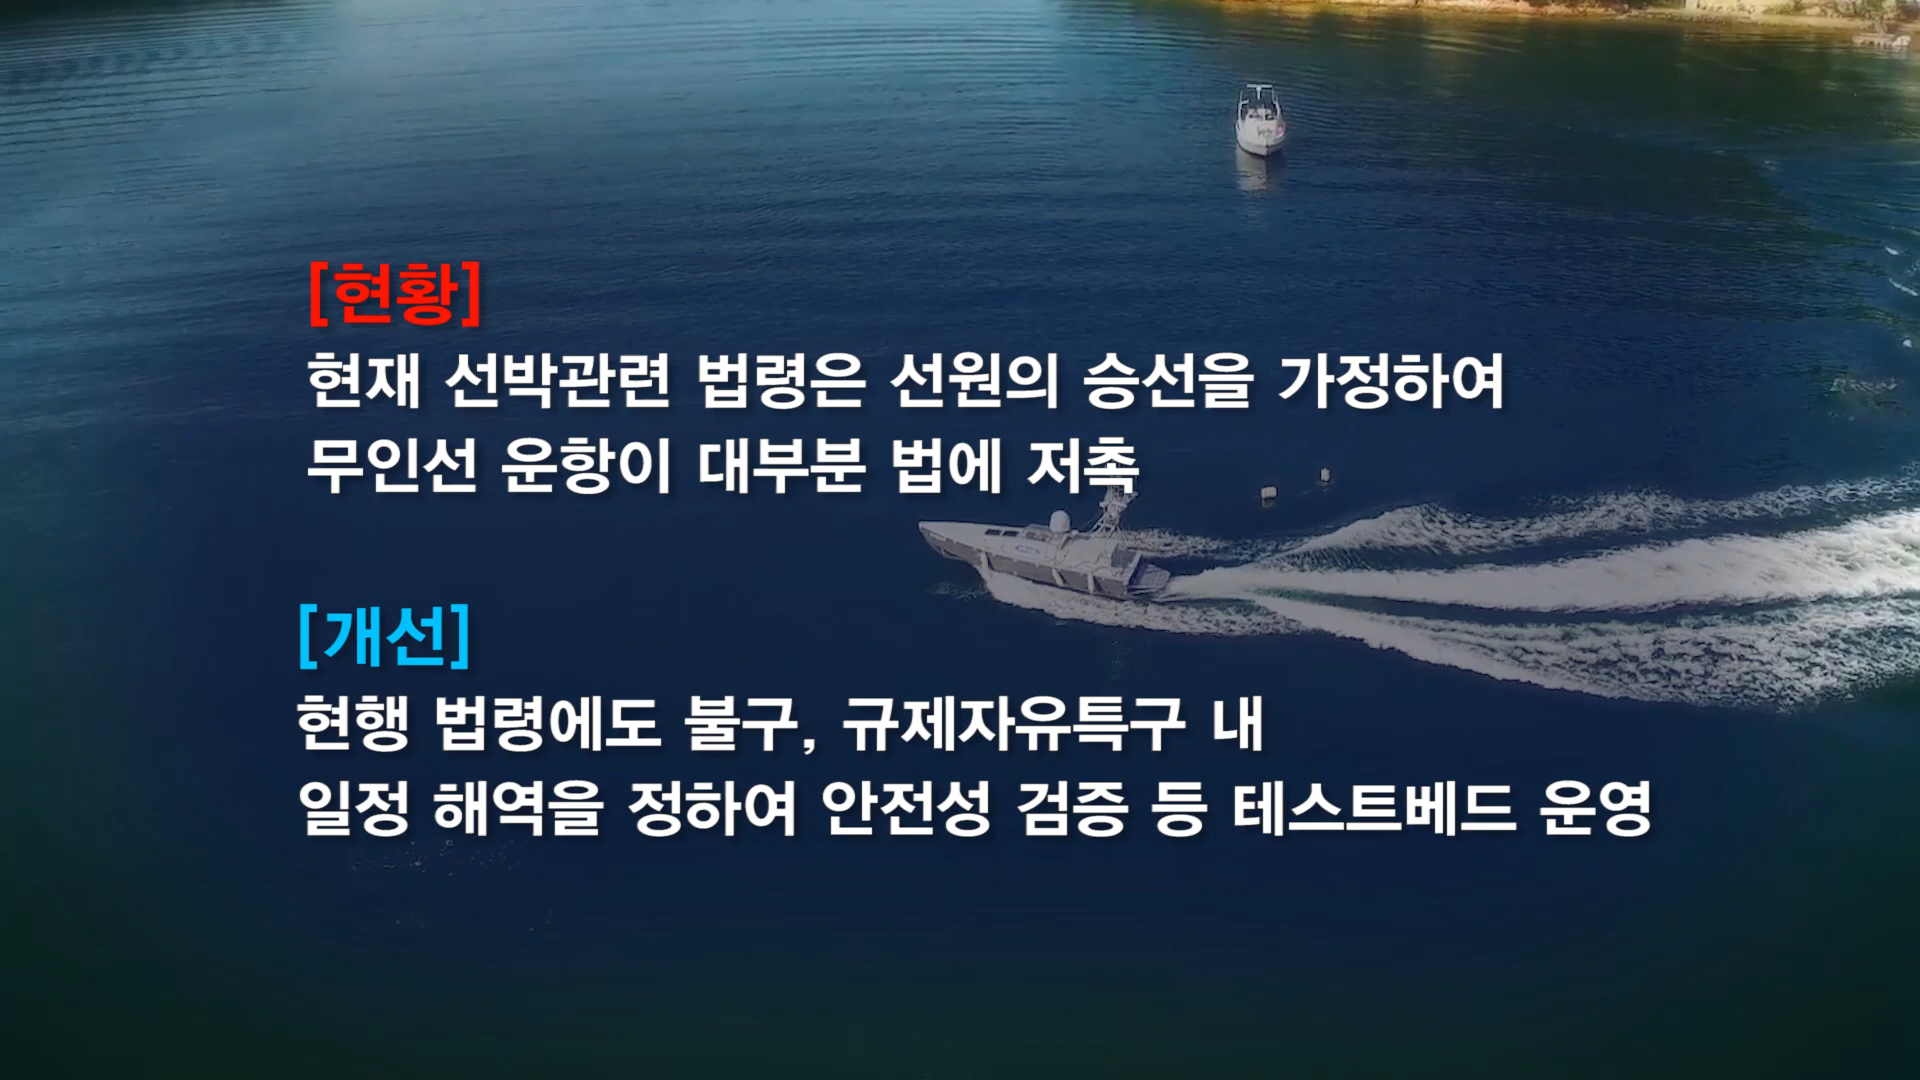 [현황]
현재 선박관련 법령은 선원의 승선을 가정하여
무인선 운항이 대부분 법에 저촉
[개선]
현행 법령에도 불구, 규제자유특구 내
일정 해역을 정하여 안전성 검증 등 테스트베드 운영